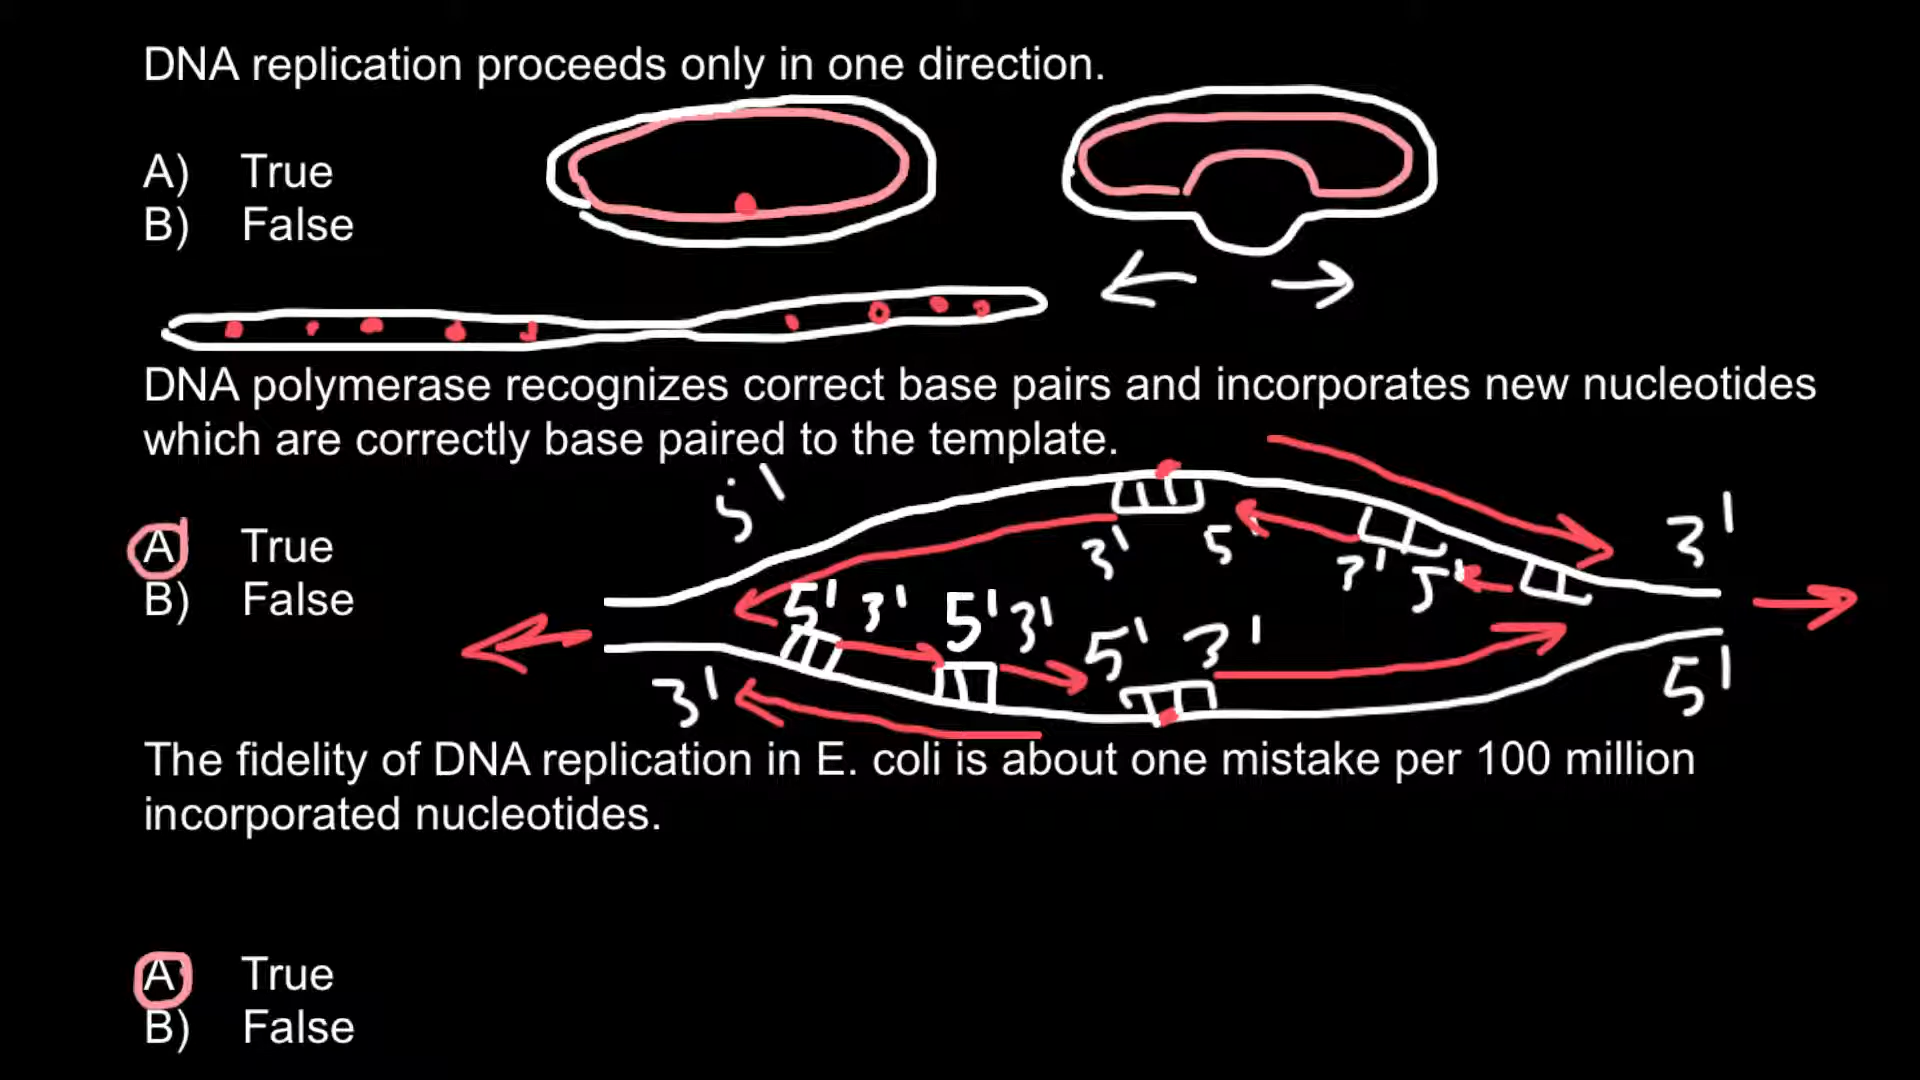 DNA replication proceeds only in one direction.
A) True
B) False
DNA polymerase recognizes correct base pairs and incorporates new nucleotides
which are correctly base paired to the template.
5'
3'
5'
3'
3'
5'
A) True
B) False
5' 3' 5' 3' 5' 3'
3'
5'
The fidelity of DNA replication in E. coli is about one mistake per 100 million
incorporated nucleotides.
A) True
B) False